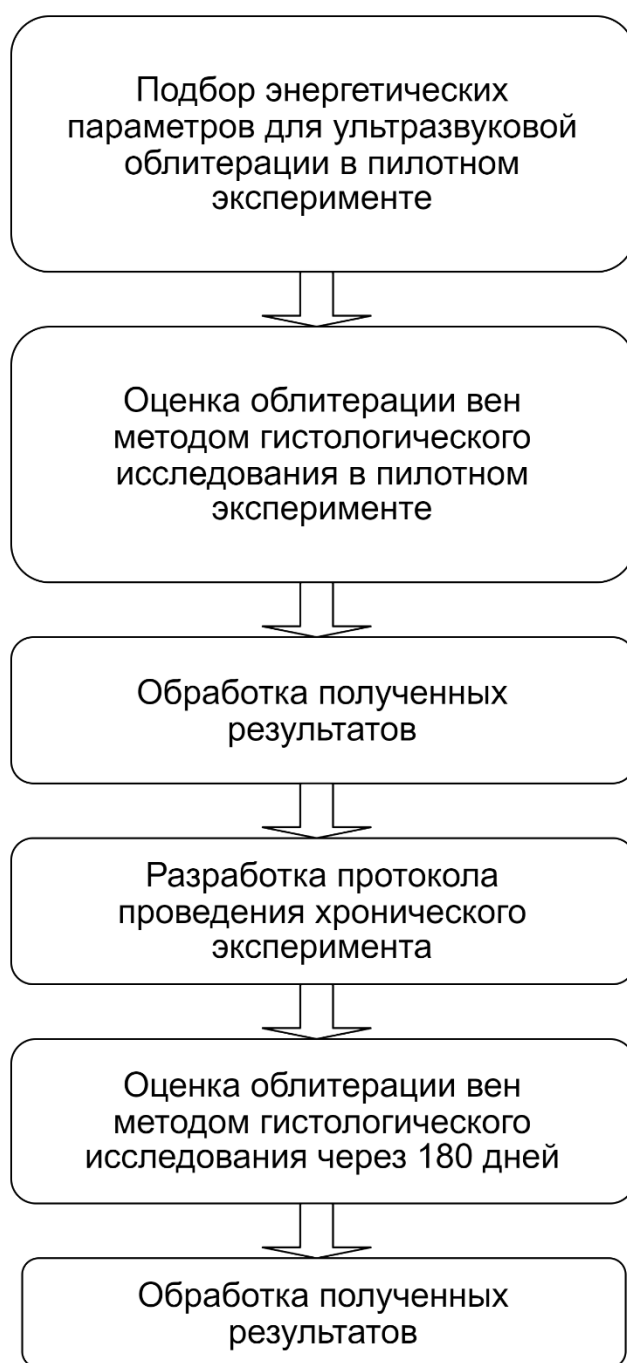 Подбор энергетических
параметров для ультразвуковой
облитерации в пилотном
эксперименте
Оценка облитерации вен
методом гистологического
исследования в пилотном
эксперименте
Обработка полученных
результатов
Разработка протокола
проведения хронического
эксперимента
Оценка облитерации вен
методом гистологического
исследования через 180 дней
Обработка полученных
результатов